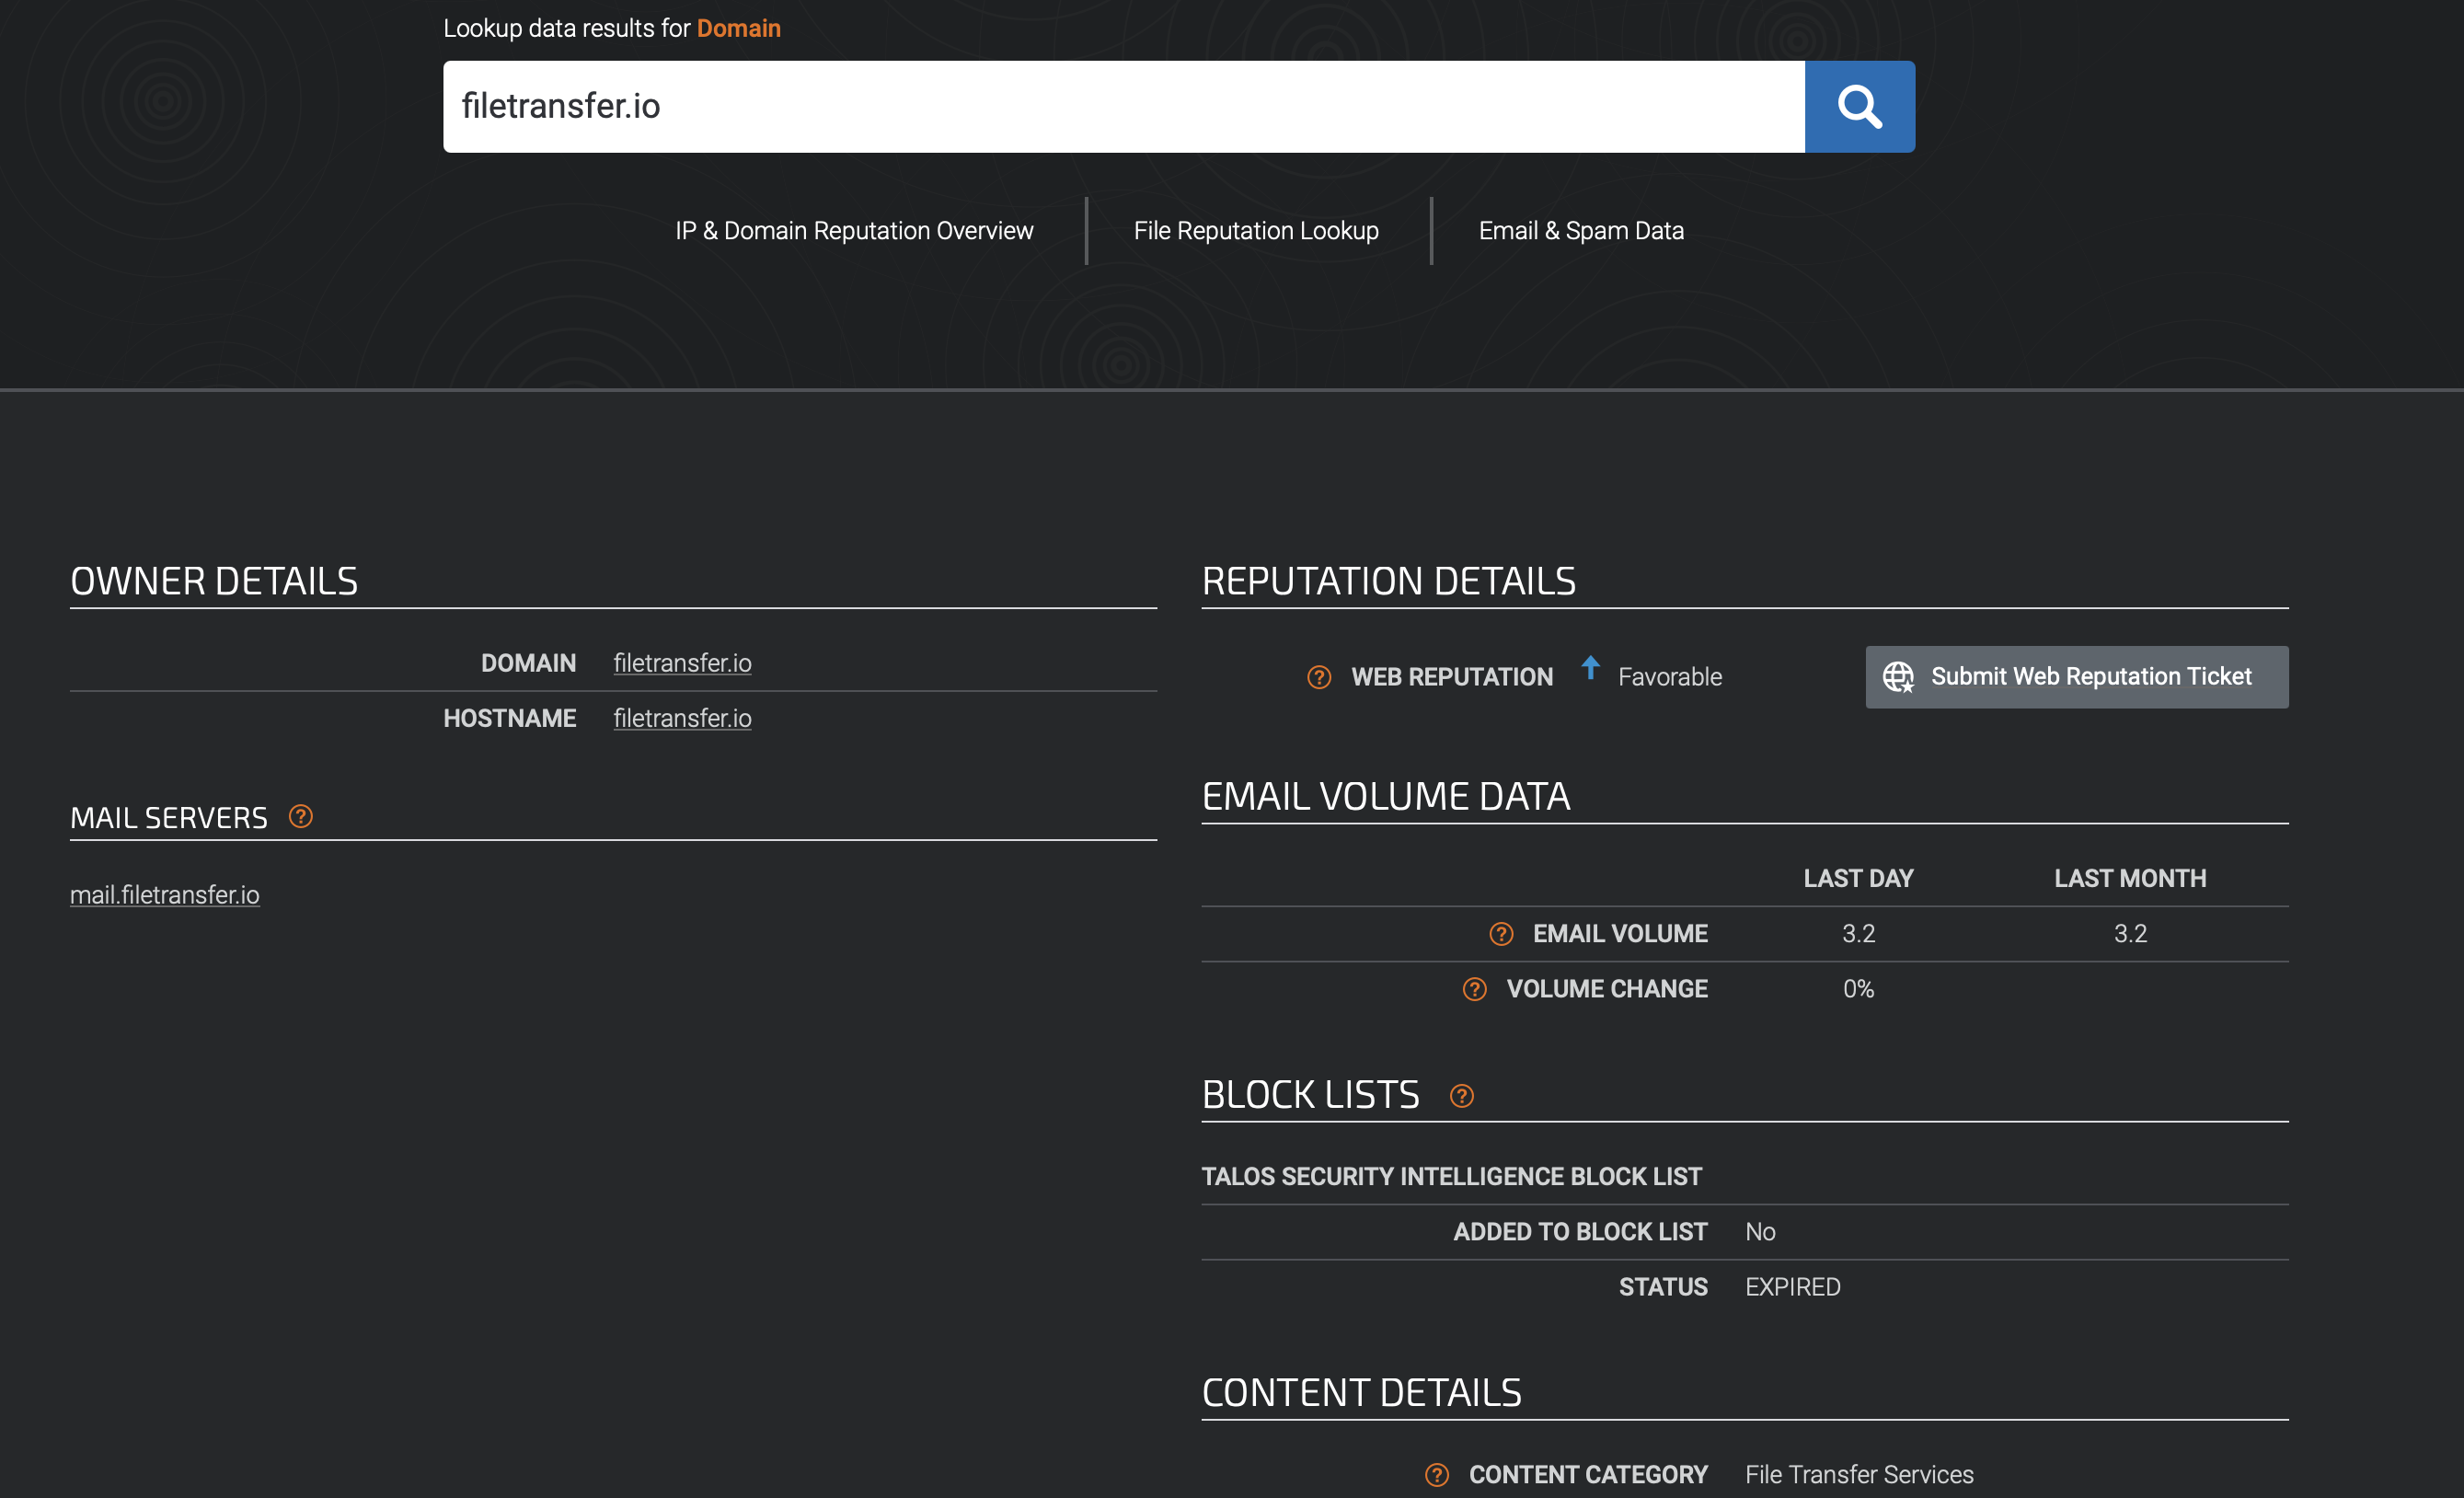 Lookup data results for Domain
filetransfer.io
IP & Domain Reputation Overview
File Reputation Lookup
Email & Spam Data
OWNER DETAILS
DOMAIN filetransfer.io
HOSTNAME filetransfer.io
MAIL SERVERS ?
mail.filetransfer.io
REPUTATION DETAILS
? WEB REPUTATION Favorable
Submit Web Reputation Ticket
EMAIL VOLUME DATA
LAST DAY LAST MONTH
? EMAIL VOLUME 3.2 3.2
? VOLUME CHANGE 0%
BLOCK LISTS ?
TALOS SECURITY INTELLIGENCE BLOCK LIST
ADDED TO BLOCK LIST No
STATUS EXPIRED
CONTENT DETAILS
? CONTENT CATEGORY File Transfer Services